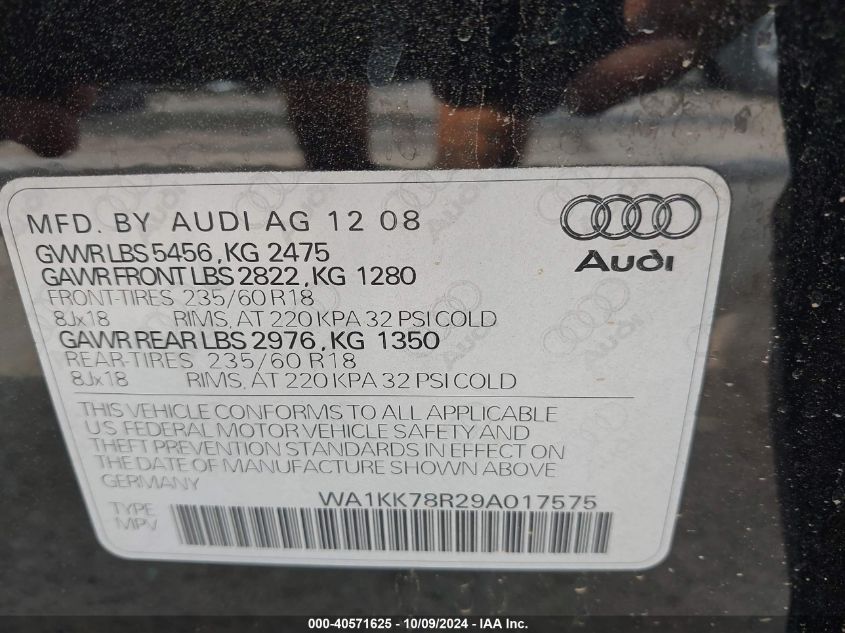 MFD. BY AUDI AG 12 08
Audi
GVWR LBS 5456, KG 2475
GAWR FRONT LBS 2822, KG 1280
FRONT-TIRES 235/60 R18
8Jx18 RIMS, AT 220 KPA 32 PSI COLD
GAWR REAR LBS 2976, KG 1350
REAR-TIRES 235/60 R18
8Jx18 RIMS, AT 220 KPA 32 PSI COLD
THIS VEHICLE CONFORMS TO ALL APPLICABLE
U.S FEDERAL MOTOR VEHICLE SAFETY AND
THEFT PREVENTION STANDARDS IN EFFECT ON
THE DATE OF MANUFACTURE SHOWN ABOVE
GERMANY
WA1KK78R29A017575
TYPE
MPV
000-40571625 - 10/09/2024 - IAA Inc.